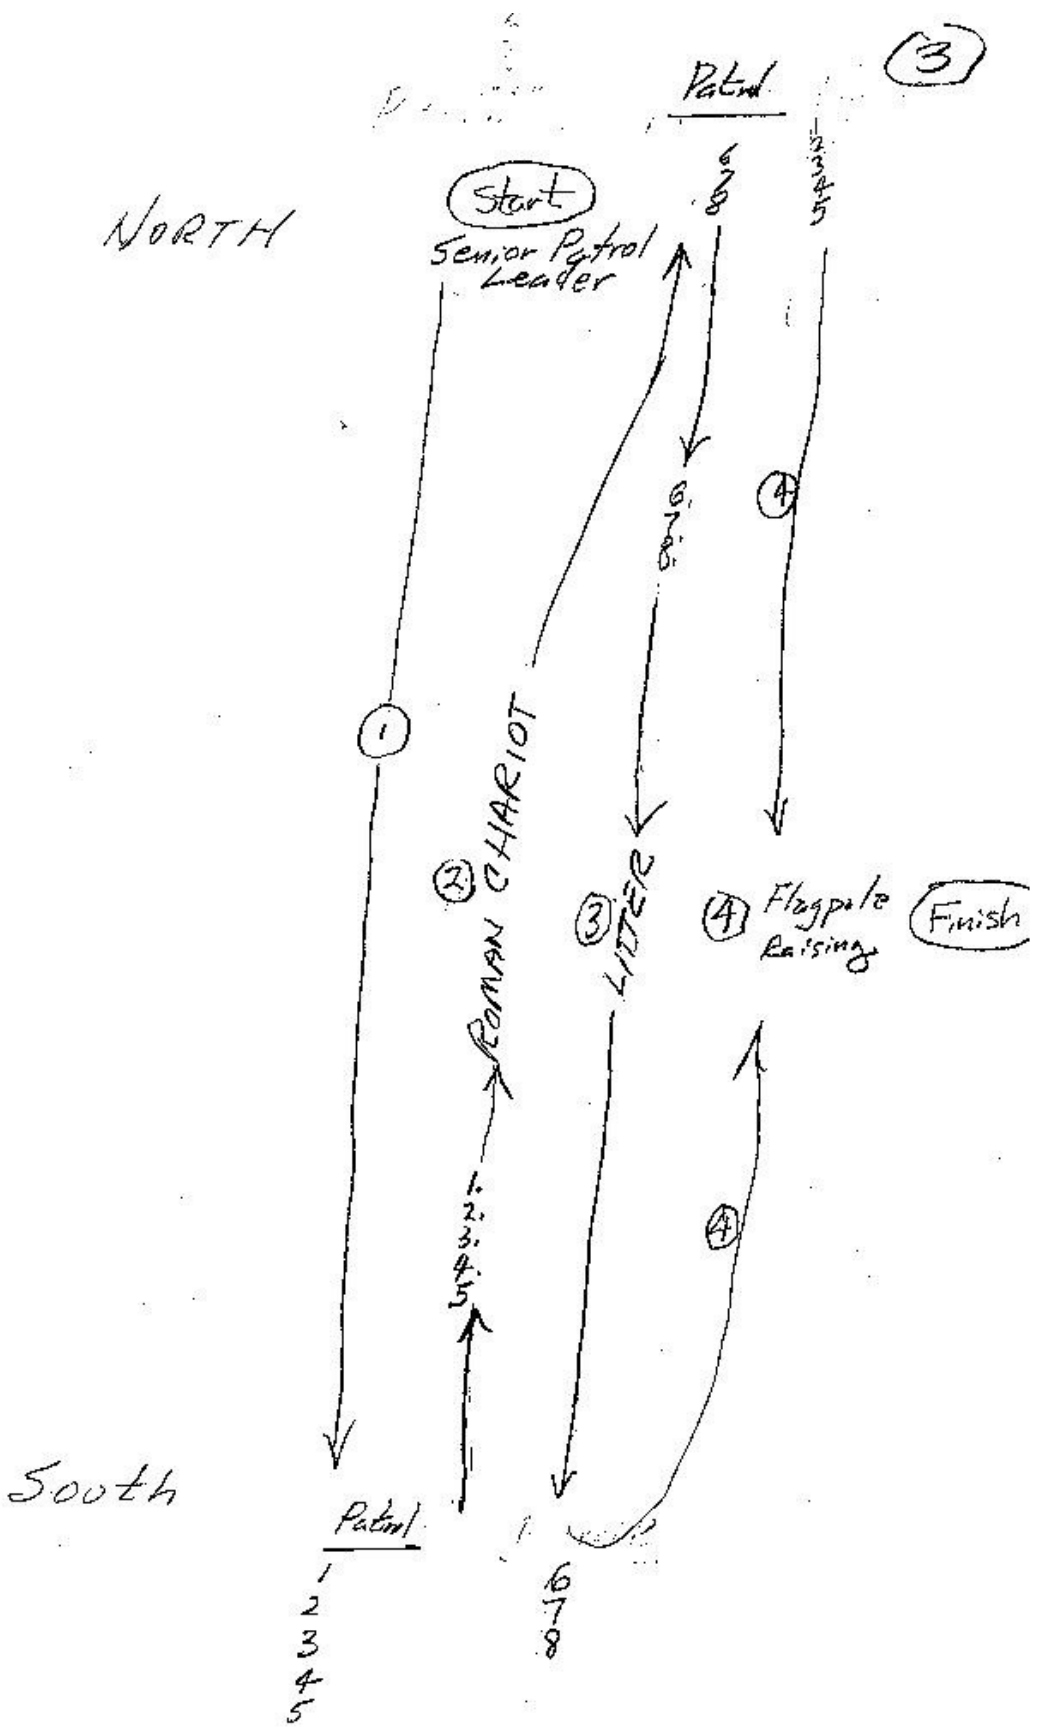 3
Patrol
6
7
8
1
2
3
4
5
Start
NORTH
Senior Patrol
Leader
6.
7
8.
4
1
ROMAN CHARIOT
2.
LITTER
3
4 Flagpole
Raising
Finish
1.
2.
3.
4.
5
4
South
Patrol
1
2
3
4
5
6
7
8